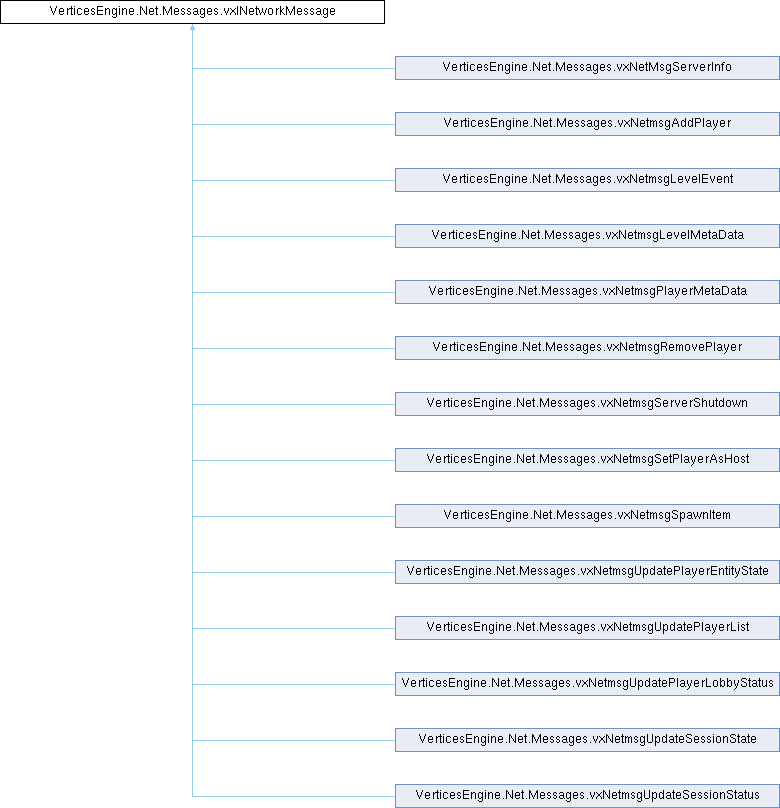 VerticesEngine.Net.Messages.vxINetworkMessage
VerticesEngine.Net.Messages.vxNetMsgServerInfo
VerticesEngine.Net.Messages.vxNetmsgAddPlayer
VerticesEngine.Net.Messages.vxNetmsgLevelEvent
VerticesEngine.Net.Messages.vxNetmsgLevelMetaData
VerticesEngine.Net.Messages.vxNetmsgPlayerMetaData
VerticesEngine.Net.Messages.vxNetmsgRemovePlayer
VerticesEngine.Net.Messages.vxNetmsgServerShutdown
VerticesEngine.Net.Messages.vxNetmsgSetPlayerAsHost
VerticesEngine.Net.Messages.vxNetmsgSpawnItem
VerticesEngine.Net.Messages.vxNetmsgUpdatePlayerEntityState
VerticesEngine.Net.Messages.vxNetmsgUpdatePlayerList
VerticesEngine.Net.Messages.vxNetmsgUpdatePlayerLobbyStatus
VerticesEngine.Net.Messages.vxNetmsgUpdateSessionState
VerticesEngine.Net.Messages.vxNetmsgUpdateSessionStatus